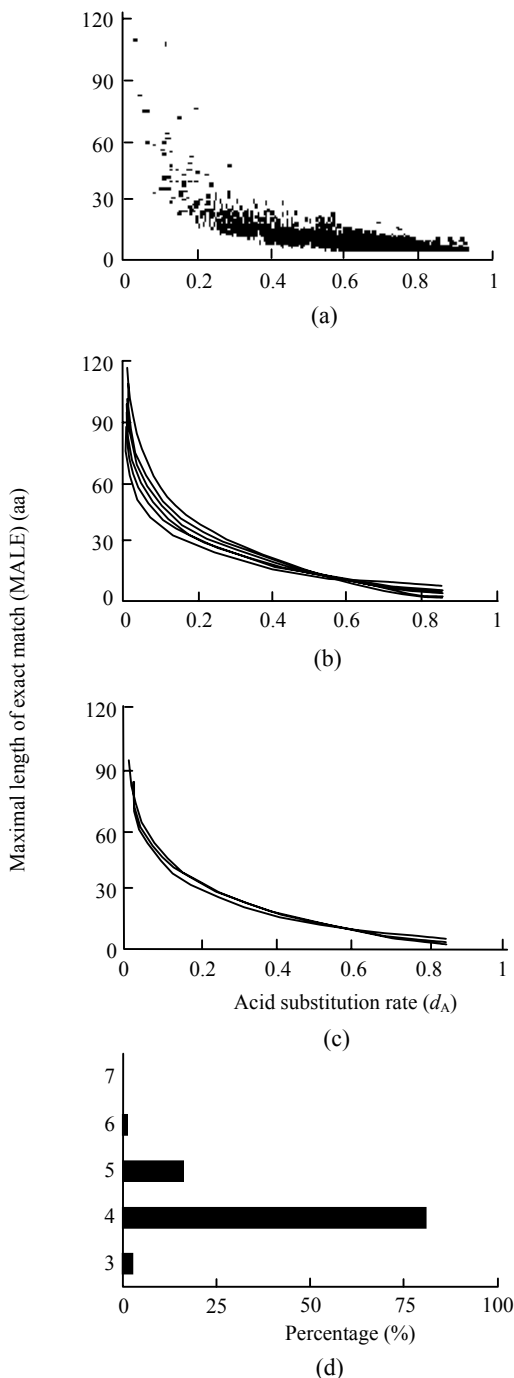 120
90
60
30
0
0 0.2 0.4 0.6 0.8 1
(a)
120
90
60
30
0
0 0.2 0.4 0.6 0.8 1
(b)
Maximal length of exact match (MALE) (aa)
120
90
60
30
0
0 0.2 0.4 0.6 0.8 1
Acid substitution rate (dA)
(c)
7
6
5
4
3
0 25 50 75 100
Percentage (%)
(d)